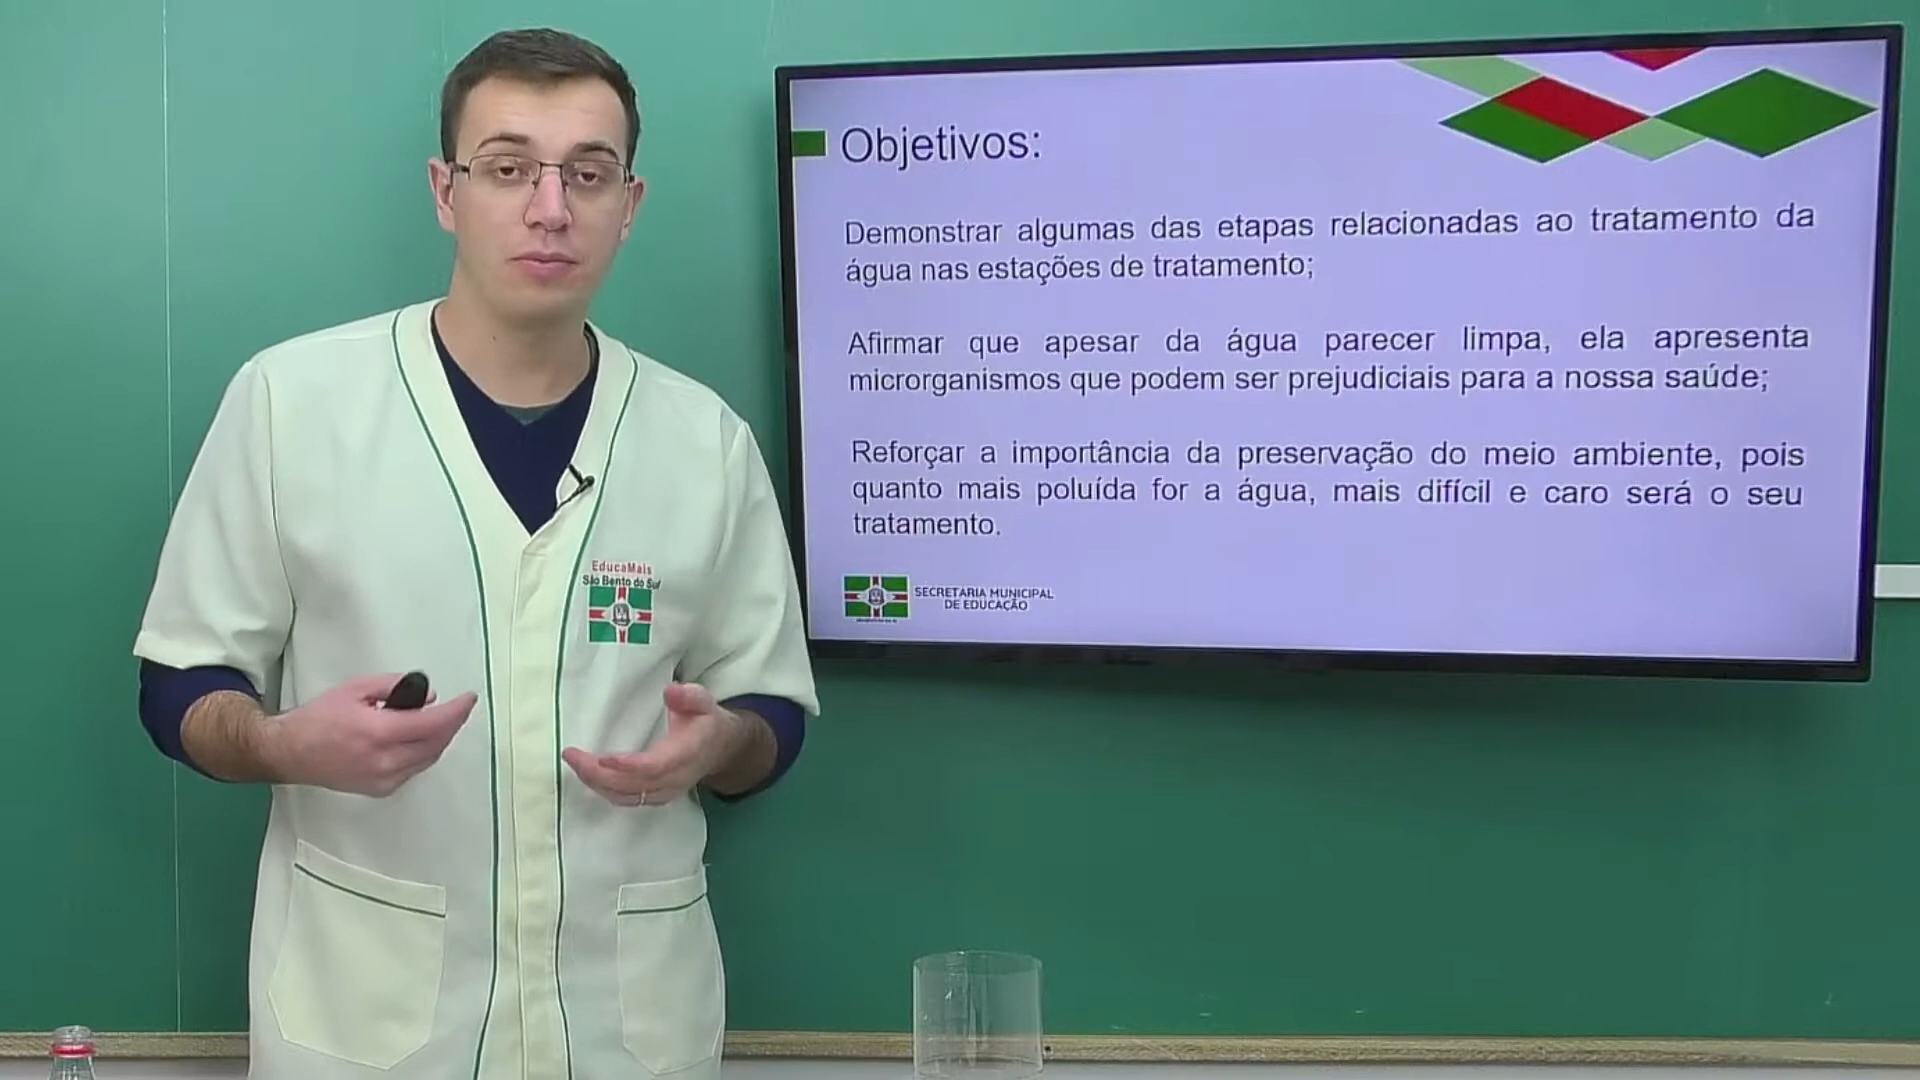 Objetivos:
Demonstrar algumas das etapas relacionadas ao tratamento da
água nas estações de tratamento;
Afirmar que apesar da água parecer limpa, ela apresenta
microrganismos que podem ser prejudiciais para a nossa saúde;
Reforçar a importância da preservação do meio ambiente, pois
quanto mais poluída for a água, mais difícil e caro será o seu
tratamento.
SECRETARIA MUNICIPAL
DE EDUCAÇÃO
EducaMais
São Bento do Sul